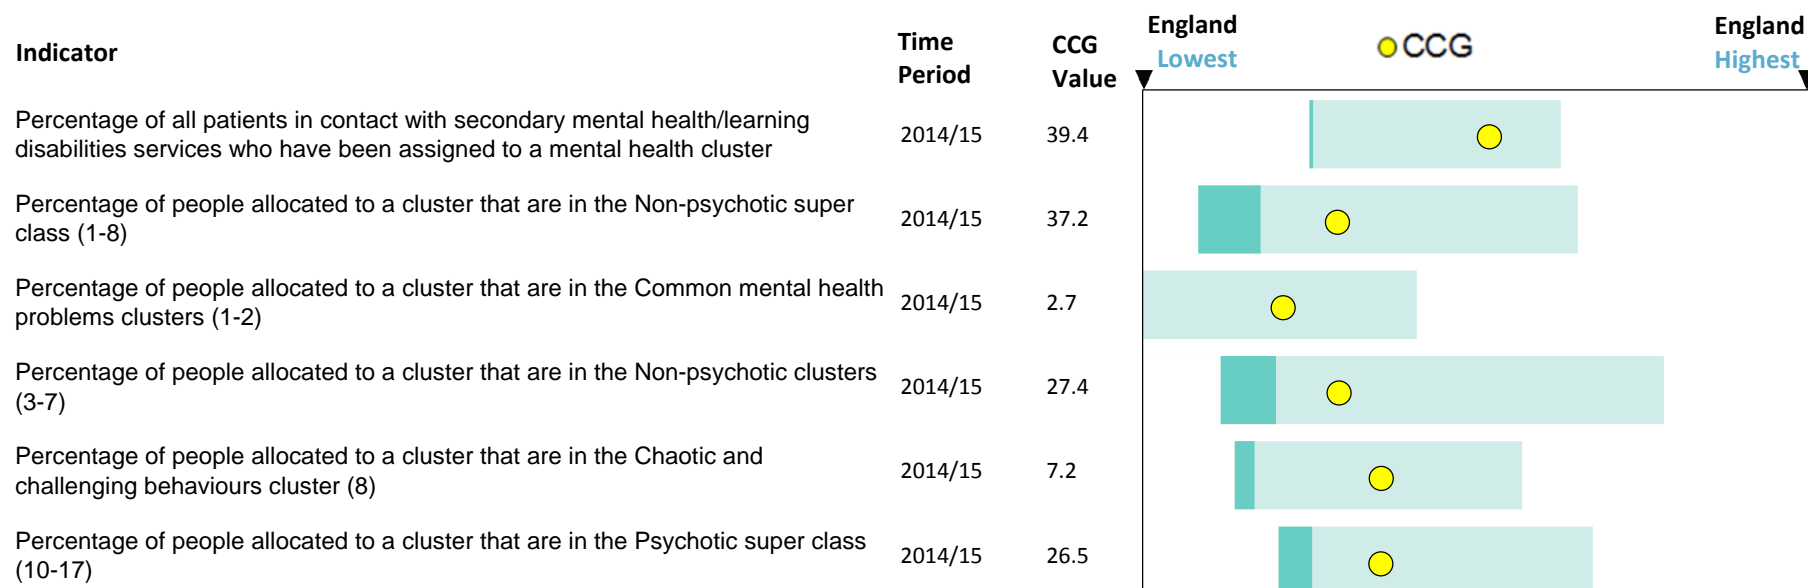 Indicator
Time Period
CCG Value
England Lowest
CCG
England Highest
Percentage of all patients in contact with secondary mental health/learning
disabilities services who have been assigned to a mental health cluster
2014/15 39.4
Percentage of people allocated to a cluster that are in the Non-psychotic super
class (1-8)
2014/15 37.2
Percentage of people allocated to a cluster that are in the Common mental health
problems clusters (1-2)
2014/15 2.7
Percentage of people allocated to a cluster that are in the Non-psychotic clusters
(3-7)
2014/15 27.4
Percentage of people allocated to a cluster that are in the Chaotic and
challenging behaviours cluster (8)
2014/15 7.2
Percentage of people allocated to a cluster that are in the Psychotic super class
(10-17)
2014/15 26.5